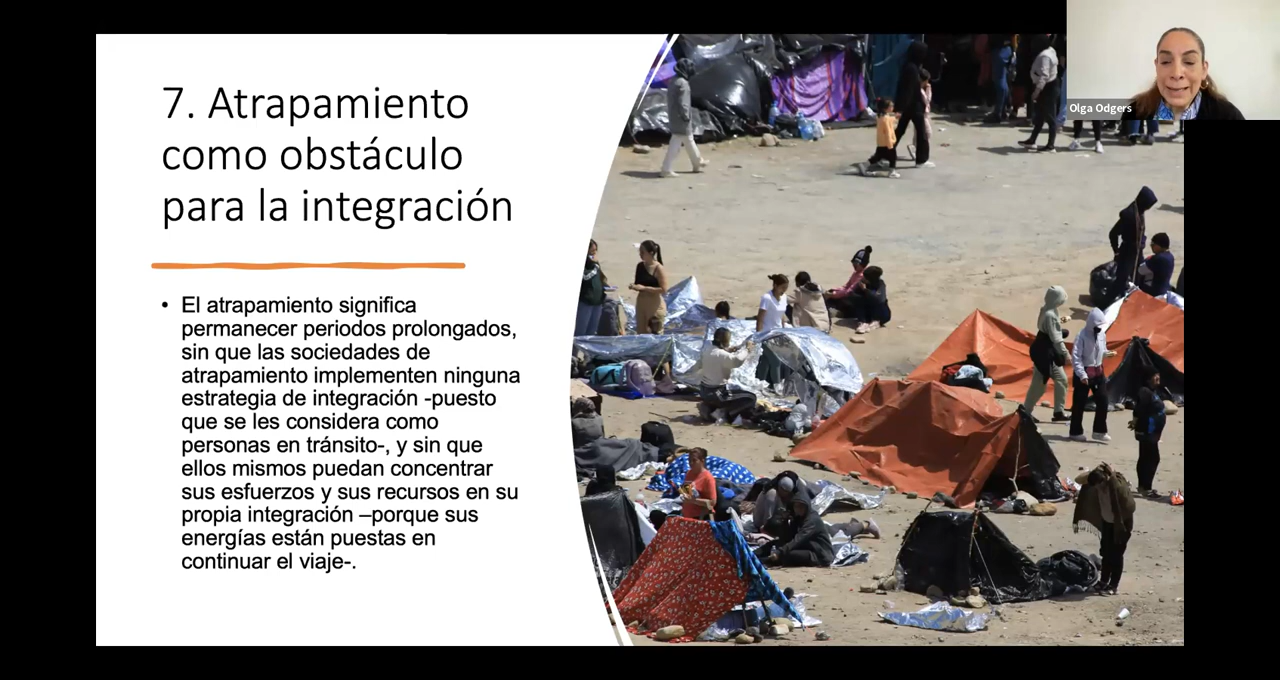 7. Atrapamiento
como obstáculo
para la integración
• El atrapamiento significa
permanecer periodos prolongados,
sin que las sociedades de
atrapamiento implementen ninguna
estrategia de integración -puesto
que se les considera como
personas en tránsito-, y sin que
ellos mismos puedan concentrar
sus esfuerzos y sus recursos en su
propia integración –porque sus
energías están puestas en
continuar el viaje-.
Olga Odgers